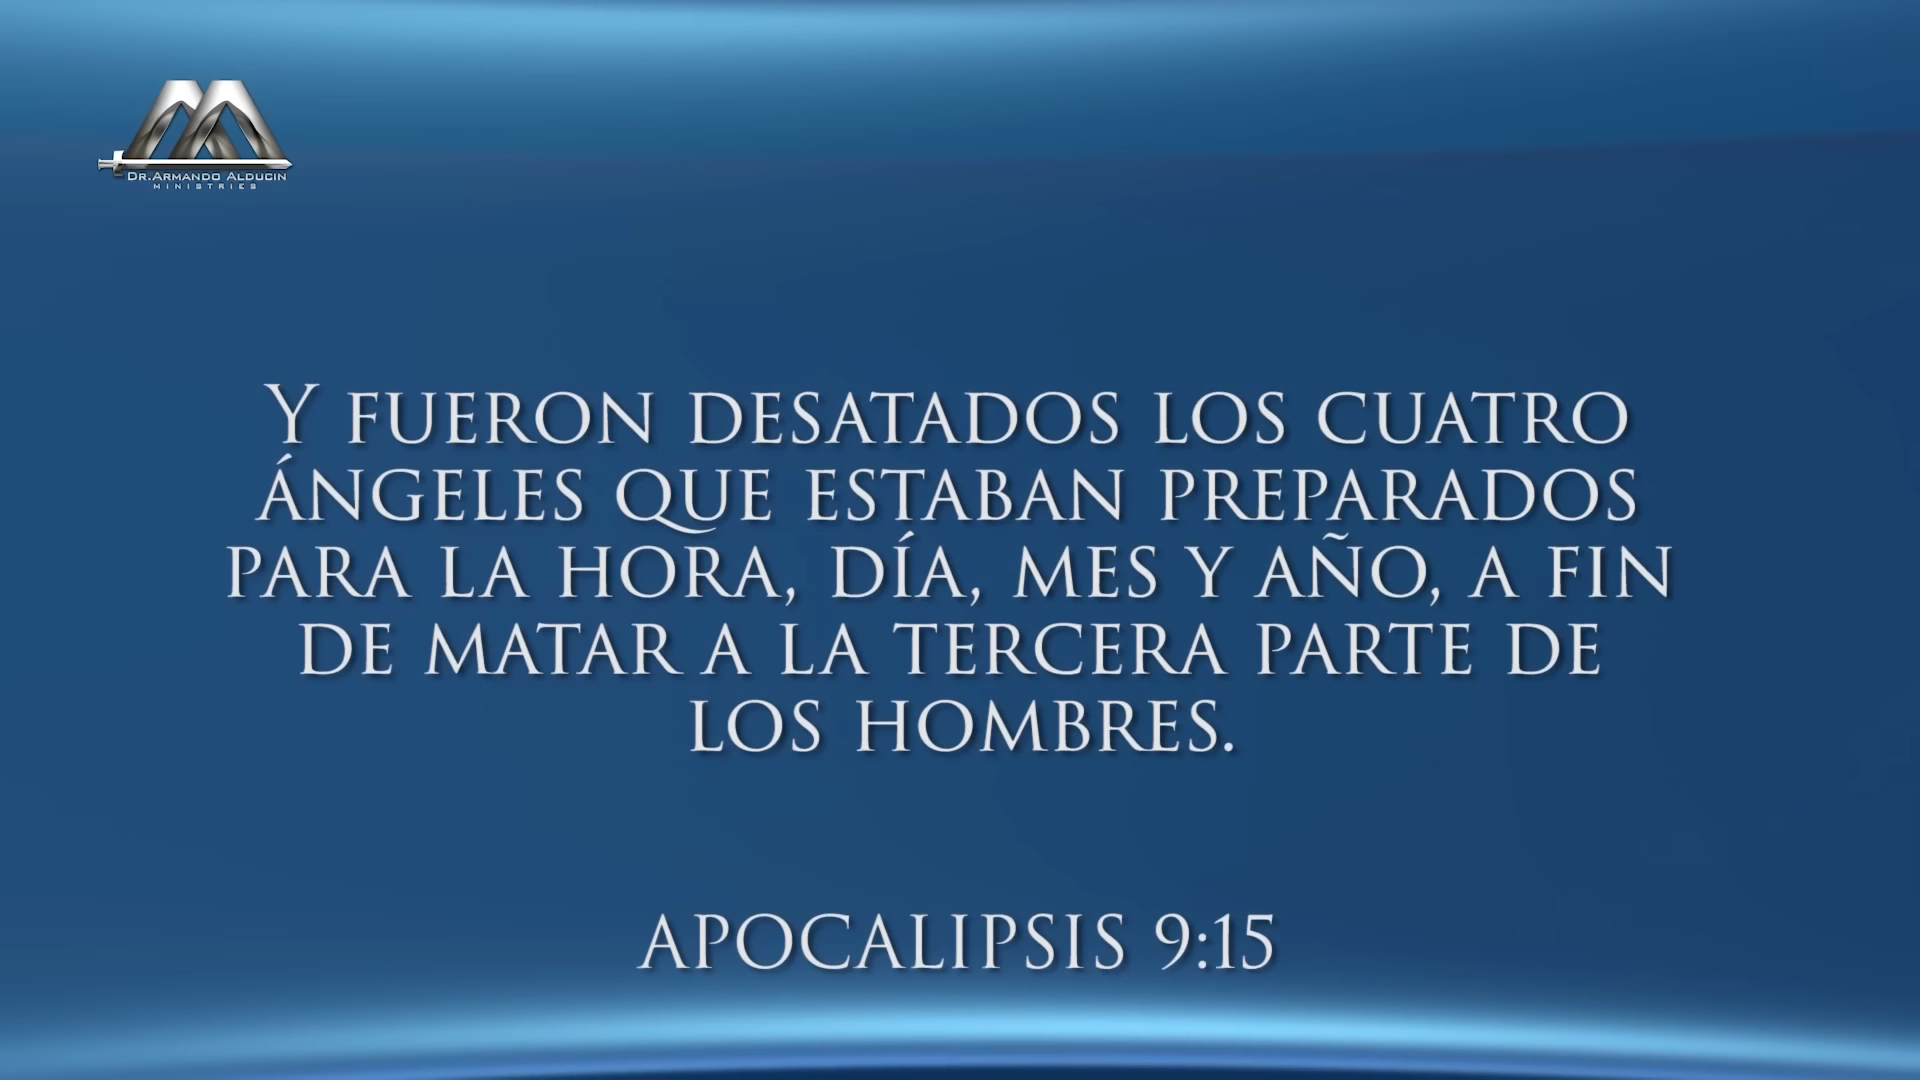 Dr. Armando Alducin
MINISTRIES
Y FUERON DESATADOS LOS CUATRO
ÁNGELES QUE ESTABAN PREPARADOS
PARA LA HORA, DÍA, MES Y AÑO, A FIN
DE MATAR A LA TERCERA PARTE DE
LOS HOMBRES.
APOCALIPSIS 9:15